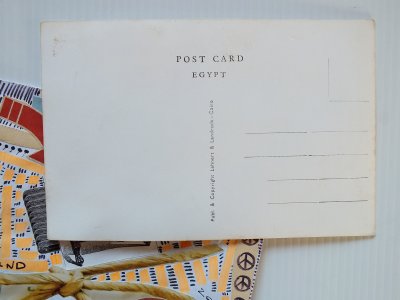 POST CARD
EGYPT
Publ. & Copyright Lehnert & Landrock - Cairo
AND